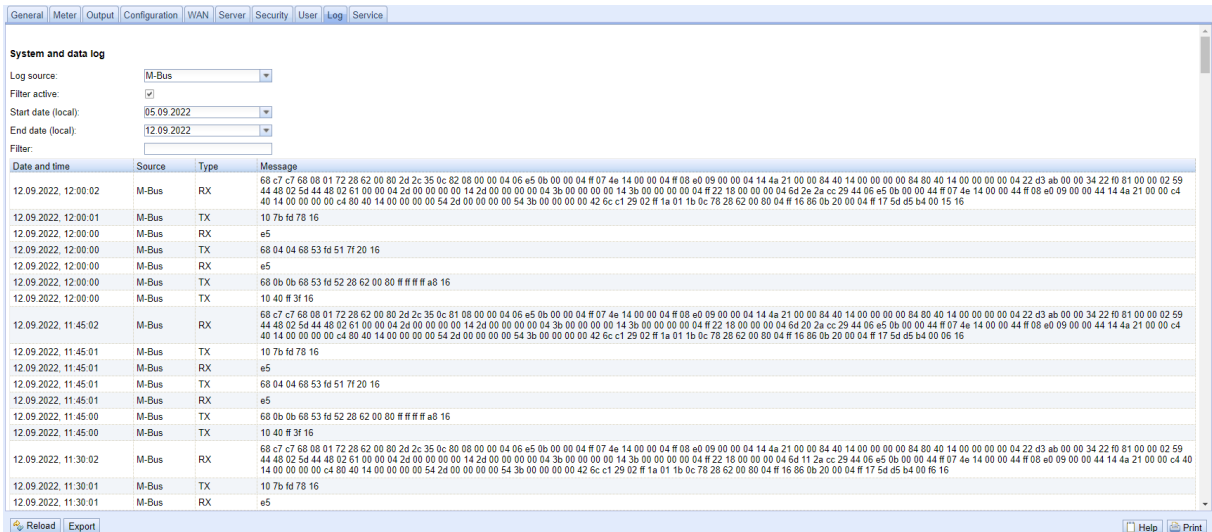 General Meter Output Configuration WAN Server Security User Log Service
System and data log
Log source: M-Bus
Filter active:
Start date (local): 05.09.2022
End date (local): 12.09.2022
Filter:
Date and time Source Type Message
68 c7 c7 68 08 01 72 28 62 00 80 2d 2c 35 0c 82 08 00 00 04 06 e5 0b 00 00 04 ff 07 4e 14 00 00 04 ff 08 e0 09 00 00 04 14 4a 21 00 00 84 40 14 00 00 00 00 84 80 40 14 00 00 00 00 04 22 d3 ab 00 00 34 22 f0 81 00 00 02 59
12.09.2022, 12:00:02 M-Bus RX 44 48 02 5d 44 48 02 61 00 00 04 2d 00 00 00 00 14 2d 00 00 00 00 04 3b 00 00 00 00 14 3b 00 00 00 00 04 ff 22 18 00 00 00 04 6d 2e 2a cc 29 44 06 e5 0b 00 00 44 ff 07 4e 14 00 00 44 ff 08 e0 09 00 00 44 14 4a 21 00 00 c4
40 14 00 00 00 00 c4 80 40 14 00 00 00 00 54 2d 00 00 00 00 54 3b 00 00 00 00 42 6c c1 29 02 ff 1a 01 1b 0c 78 28 62 00 80 04 ff 16 86 0b 20 00 04 ff 17 5d d5 b4 00 15 16
12.09.2022, 12:00:01 M-Bus TX 10 7b fd 78 16
12.09.2022, 12:00:00 M-Bus RX e5
12.09.2022, 12:00:00 M-Bus TX 68 04 04 68 53 fd 51 7f 20 16
12.09.2022, 12:00:00 M-Bus RX e5
12.09.2022, 12:00:00 M-Bus TX 68 0b 0b 68 53 fd 52 28 62 00 80 ff ff ff ff a8 16
12.09.2022, 12:00:00 M-Bus TX 10 40 ff 3f 16
68 c7 c7 68 08 01 72 28 62 00 80 2d 2c 35 0c 81 08 00 00 04 06 e5 0b 00 00 04 ff 07 4e 14 00 00 04 ff 08 e0 09 00 00 04 14 4a 21 00 00 84 40 14 00 00 00 00 84 80 40 14 00 00 00 00 04 22 d3 ab 00 00 34 22 f0 81 00 00 02 59
12.09.2022, 11:45:02 M-Bus RX 44 48 02 5d 44 48 02 61 00 00 04 2d 00 00 00 00 14 2d 00 00 00 00 04 3b 00 00 00 00 14 3b 00 00 00 00 04 ff 22 18 00 00 00 04 6d 20 2a cc 29 44 06 e5 0b 00 00 44 ff 07 4e 14 00 00 44 ff 08 e0 09 00 00 44 14 4a 21 00 00 c4
40 14 00 00 00 00 c4 80 40 14 00 00 00 00 54 2d 00 00 00 00 54 3b 00 00 00 00 42 6c c1 29 02 ff 1a 01 1b 0c 78 28 62 00 80 04 ff 16 86 0b 20 00 04 ff 17 5d d5 b4 00 06 16
12.09.2022, 11:45:01 M-Bus TX 10 7b fd 78 16
12.09.2022, 11:45:01 M-Bus RX e5
12.09.2022, 11:45:01 M-Bus TX 68 04 04 68 53 fd 51 7f 20 16
12.09.2022, 11:45:01 M-Bus RX e5
12.09.2022, 11:45:00 M-Bus TX 68 0b 0b 68 53 fd 52 28 62 00 80 ff ff ff ff a8 16
12.09.2022, 11:45:00 M-Bus TX 10 40 ff 3f 16
68 c7 c7 68 08 01 72 28 62 00 80 2d 2c 35 0c 80 08 00 00 04 06 e5 0b 00 00 04 ff 07 4e 14 00 00 04 ff 08 e0 09 00 00 04 14 4a 21 00 00 84 40 14 00 00 00 00 84 80 40 14 00 00 00 00 04 22 d3 ab 00 00 34 22 f0 81 00 00 02 59
12.09.2022, 11:30:02 M-Bus RX 44 48 02 5d 44 48 02 61 00 00 04 2d 00 00 00 00 14 2d 00 00 00 00 04 3b 00 00 00 00 14 3b 00 00 00 00 04 ff 22 18 00 00 00 04 6d 11 2a cc 29 44 06 e5 0b 00 00 44 ff 07 4e 14 00 00 44 ff 08 e0 09 00 00 44 14 4a 21 00 00 c4 40
14 00 00 00 00 c4 80 40 14 00 00 00 00 54 2d 00 00 00 00 54 3b 00 00 00 00 42 6c c1 29 02 ff 1a 01 1b 0c 78 28 62 00 80 04 ff 16 86 0b 20 00 04 ff 17 5d d5 b4 00 f6 16
12.09.2022, 11:30:01 M-Bus TX 10 7b fd 78 16
12.09.2022, 11:30:01 M-Bus RX e5
Reload Export Help Print